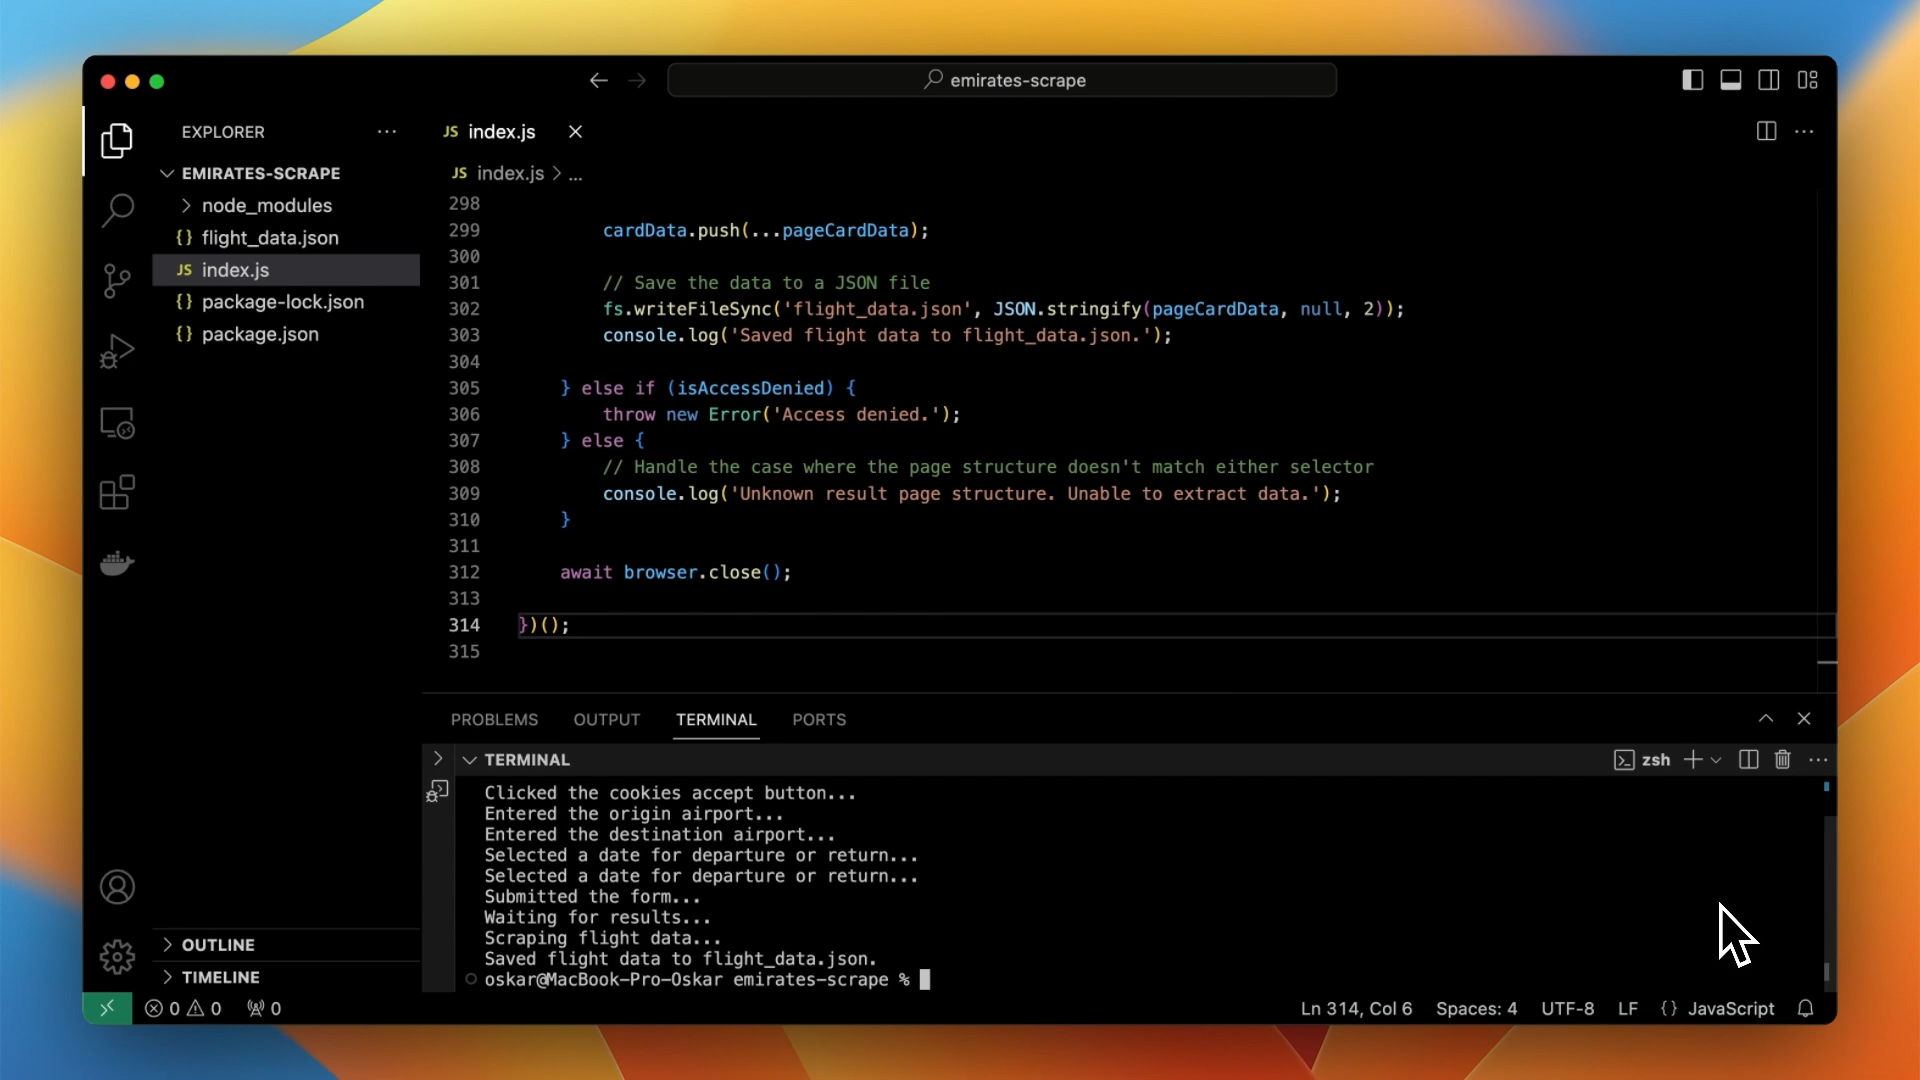 emirates-scrape
EXPLORER
JS index.js
EMIRATES-SCRAPE
node_modules
{} flight_data.json
JS index.js
{} package-lock.json
{} package.json
OUTLINE
TIMELINE
JS index.js > ...
298
299 cardData.push(...pageCardData);
300
301 // Save the data to a JSON file
302 fs.writeFileSync('flight_data.json', JSON.stringify(pageCardData, null, 2));
303 console.log('Saved flight data to flight_data.json.');
304
305 } else if (isAccessDenied) {
306 throw new Error('Access denied.');
307 } else {
308 // Handle the case where the page structure doesn't match either selector
309 console.log('Unknown result page structure. Unable to extract data.');
310 }
311
312 await browser.close();
313
314 })();
315
PROBLEMS OUTPUT TERMINAL PORTS
TERMINAL
zsh
Clicked the cookies accept button...
Entered the origin airport...
Entered the destination airport...
Selected a date for departure or return...
Selected a date for departure or return...
Submitted the form...
Waiting for results...
Scraping flight data...
Saved flight data to flight_data.json.
oskar@MacBook-Pro-Oskar emirates-scrape %
0 0 0
Ln 314, Col 6 Spaces: 4 UTF-8 LF {} JavaScript